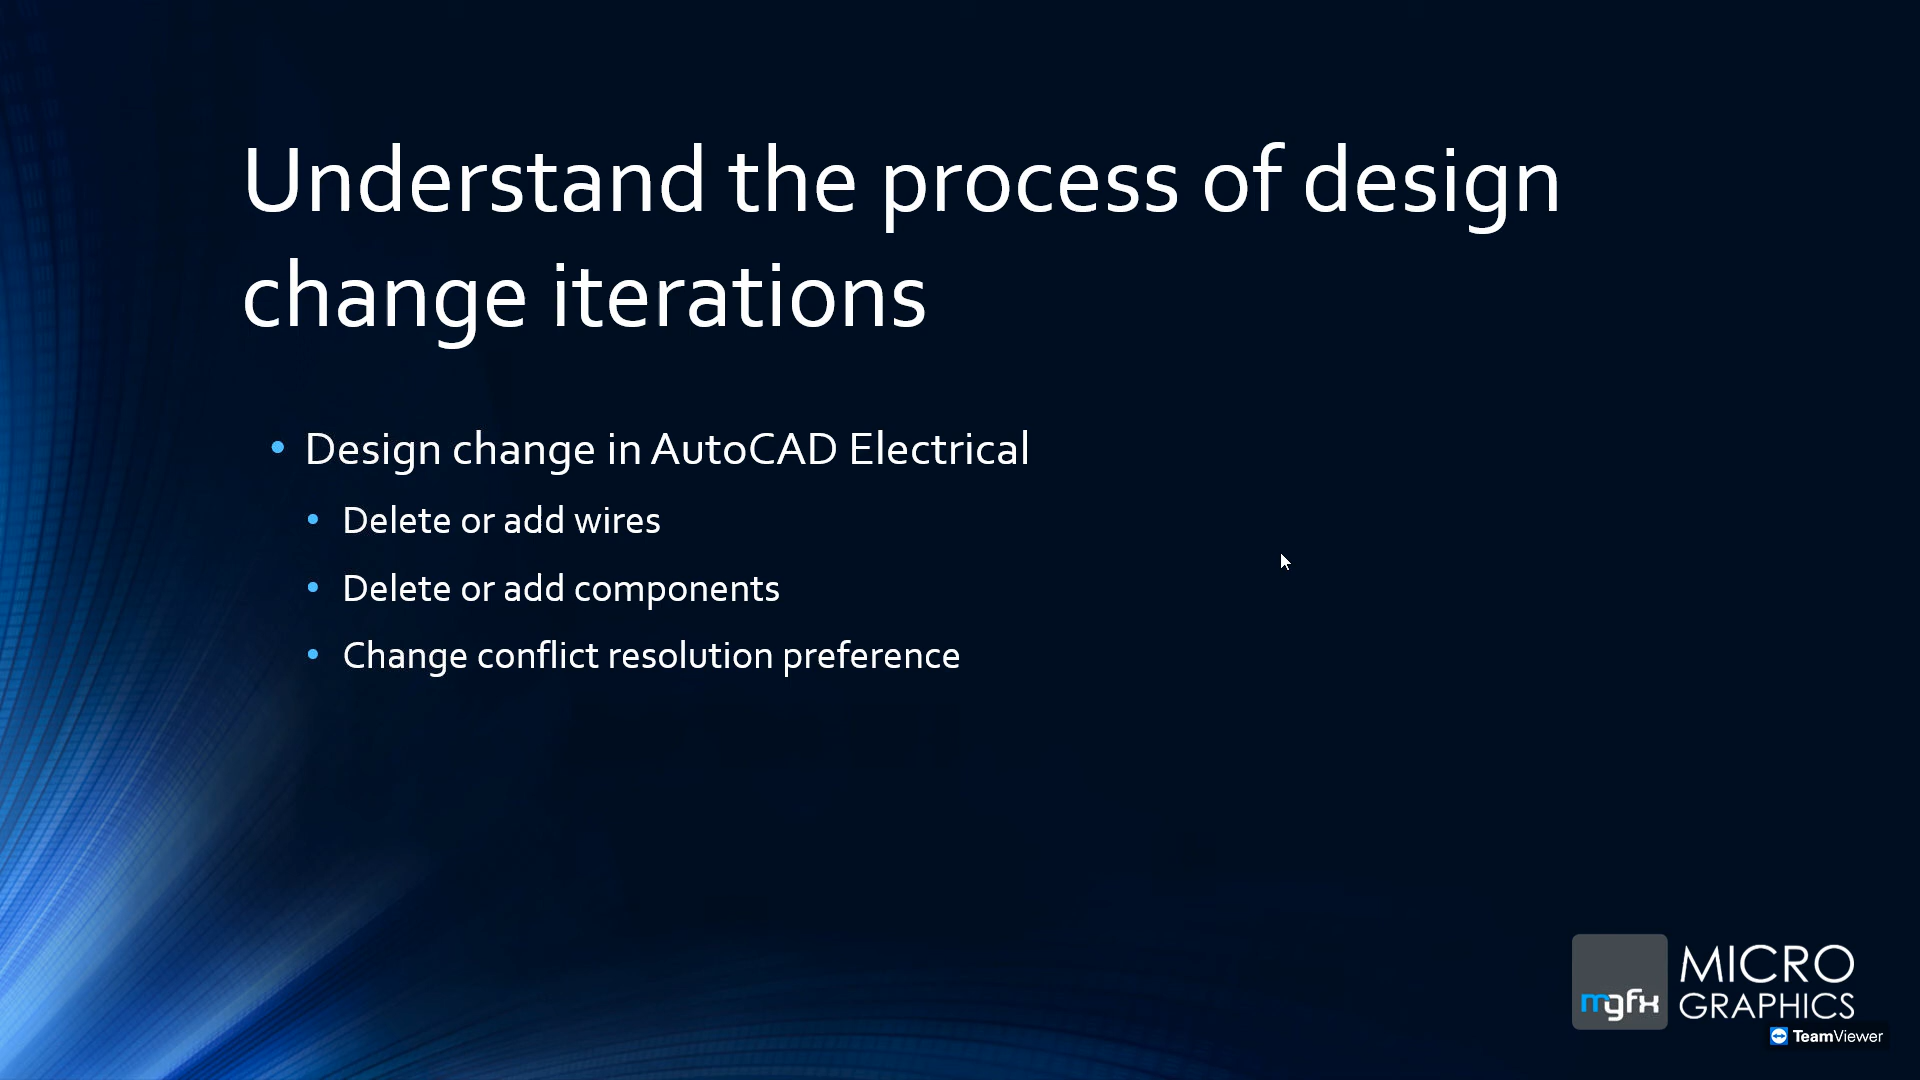 Understand the process of design
change iterations
Design change in AutoCAD Electrical
Delete or add wires
Delete or add components
Change conflict resolution preference
mgfx
MICRO
GRAPHICS
TeamViewer